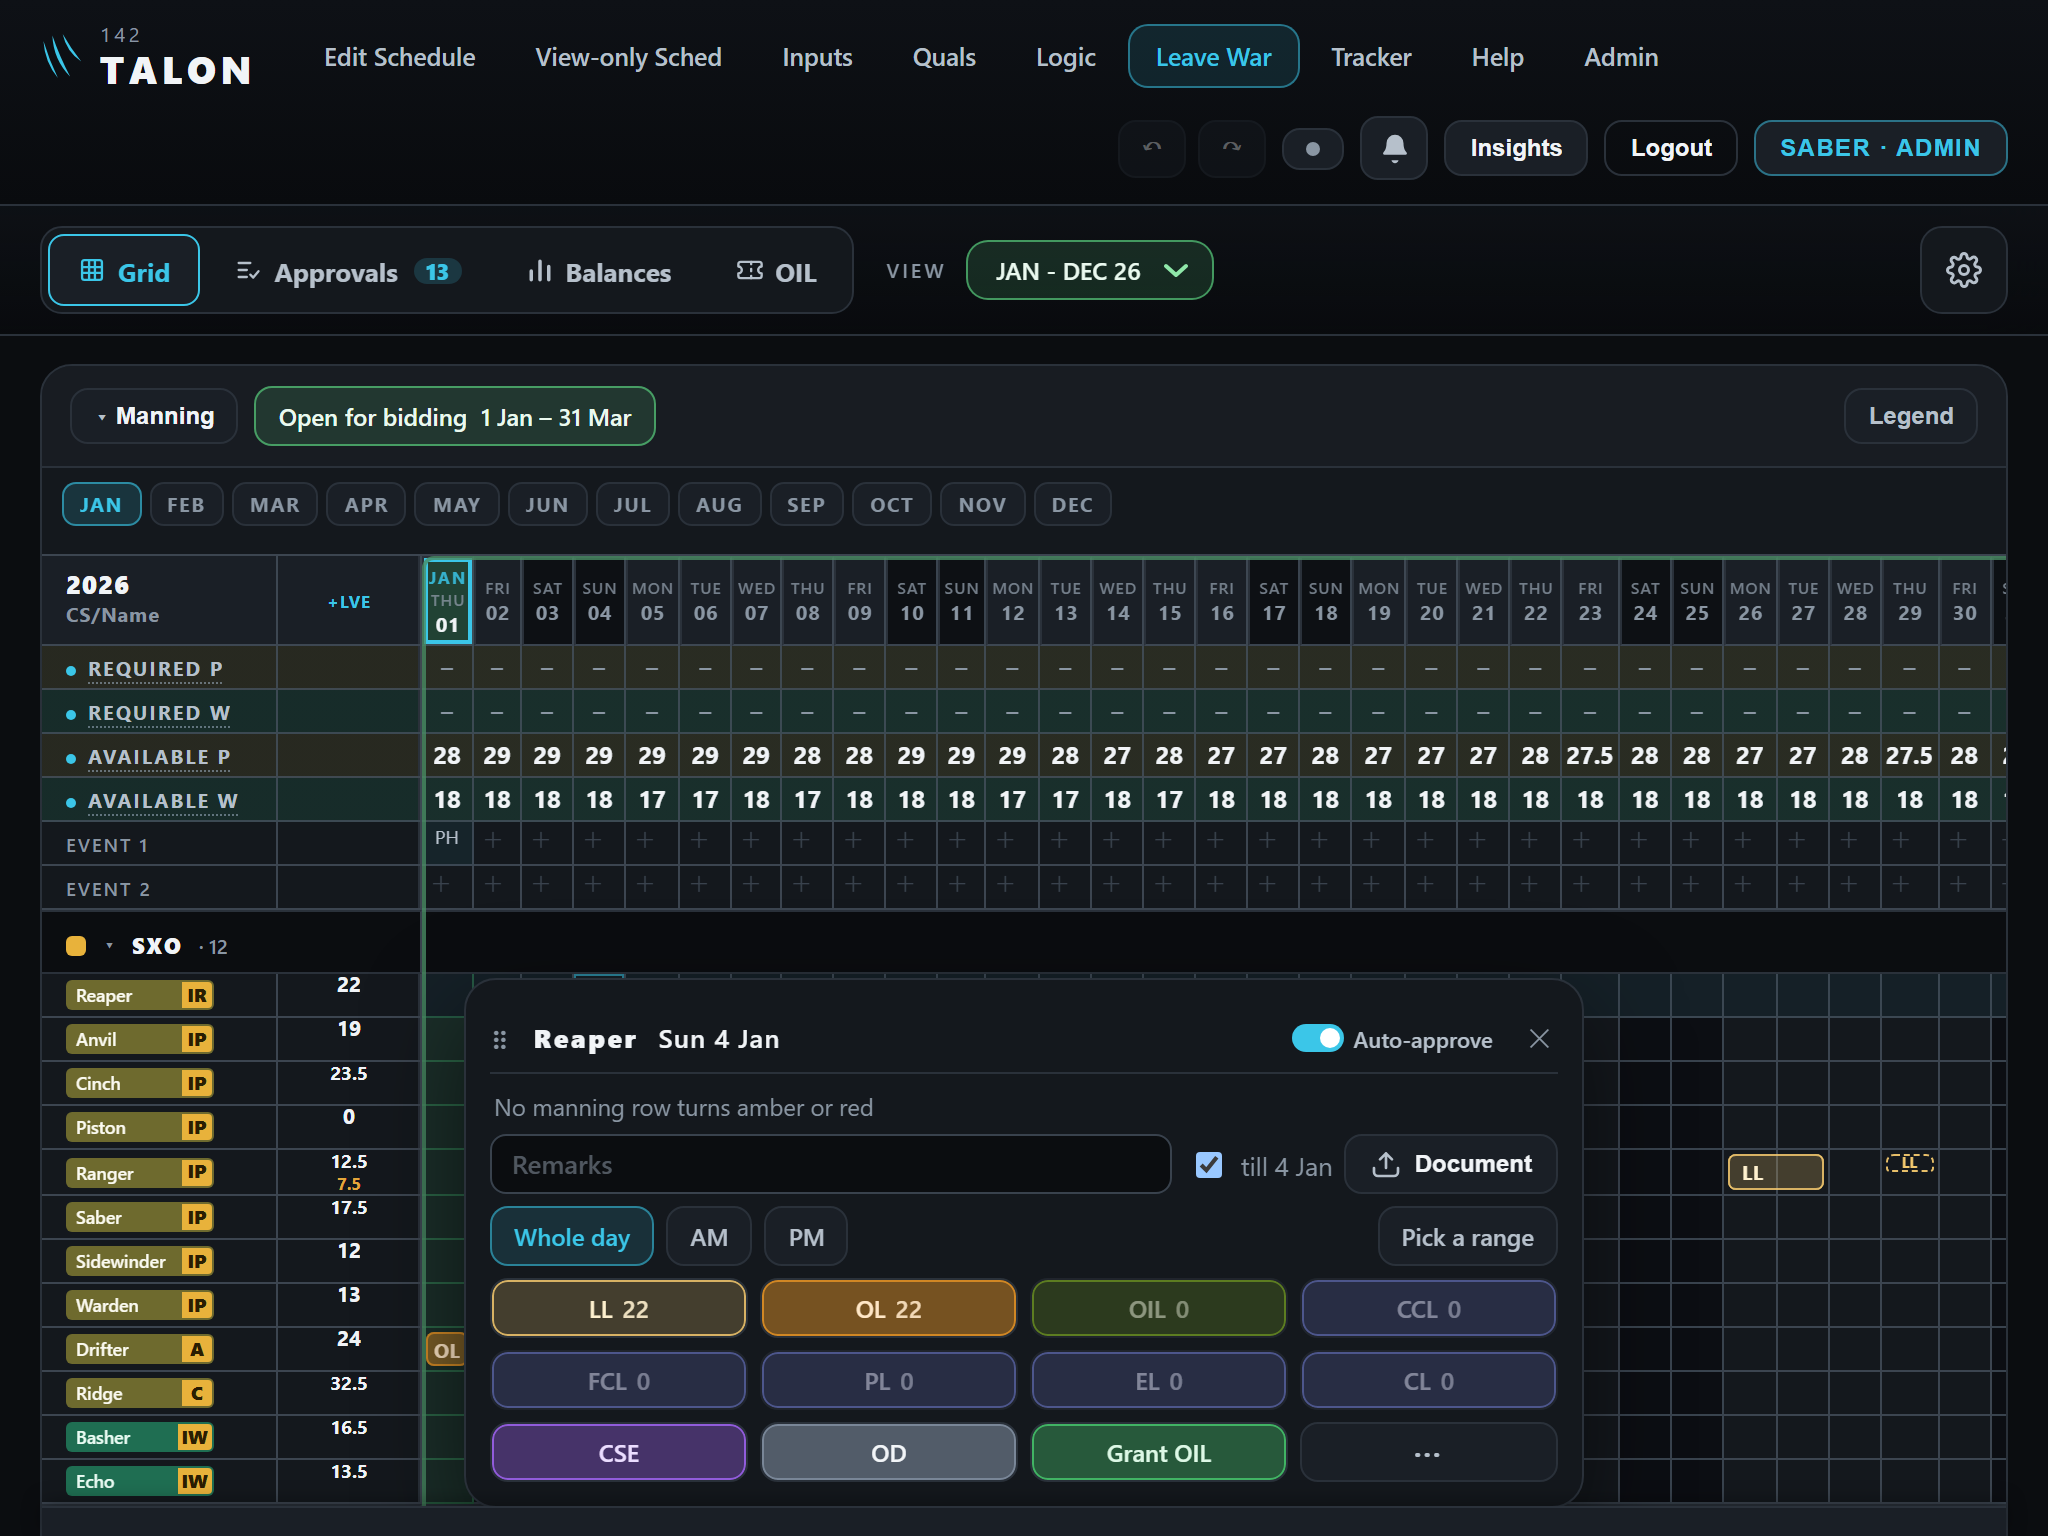 142
TALON
Edit Schedule View-only Sched Inputs Quals Logic Leave War Tracker Help Admin
Insights Logout SABER · ADMIN
Grid Approvals 13 Balances OIL VIEW JAN - DEC 26
Manning Open for bidding 1 Jan – 31 Mar Legend
JAN FEB MAR APR MAY JUN JUL AUG SEP OCT NOV DEC
2026
CS/Name
+LVE
JAN THU 01 FRI 02 SAT 03 SUN 04 MON 05 TUE 06 WED 07 THU 08 FRI 09 SAT 10 SUN 11 MON 12 TUE 13 WED 14 THU 15 FRI 16 SAT 17 SUN 18 MON 19 TUE 20 WED 21 THU 22 FRI 23 SAT 24 SUN 25 MON 26 TUE 27 WED 28 THU 29 FRI 30
REQUIRED P – – – – – – – – – – – – – – – – – – – – – – – – – – – – – –
REQUIRED W – – – – – – – – – – – – – – – – – – – – – – – – – – – – – –
AVAILABLE P 28 29 29 29 29 29 29 28 28 29 29 29 28 27 28 27 27 28 27 27 27 28 27.5 28 28 27 27 28 27.5 28
AVAILABLE W 18 18 18 18 17 17 18 17 18 18 18 17 17 18 17 18 18 18 18 18 18 18 18 18 18 18 18 18 18 18
EVENT 1 PH + + + + + + + + + + + + + + + + + + + + + + + + + + + + +
EVENT 2 + + + + + + + + + + + + + + + + + + + + + + + + + + + + + +
SXO · 12
Reaper IR 22
Anvil IP 19
Cinch IP 23.5
Piston IP 0
Ranger IP 12.5
7.5
LL LL
Saber IP 17.5
Sidewinder IP 12
Warden IP 13
Drifter A 24 OL
Ridge C 32.5
Basher IW 16.5
Echo IW 13.5
Reaper Sun 4 Jan Auto-approve
No manning row turns amber or red
Remarks till 4 Jan Document
Whole day AM PM Pick a range
LL 22 OL 22 OIL 0 CCL 0
FCL 0 PL 0 EL 0 CL 0
CSE OD Grant OIL ...